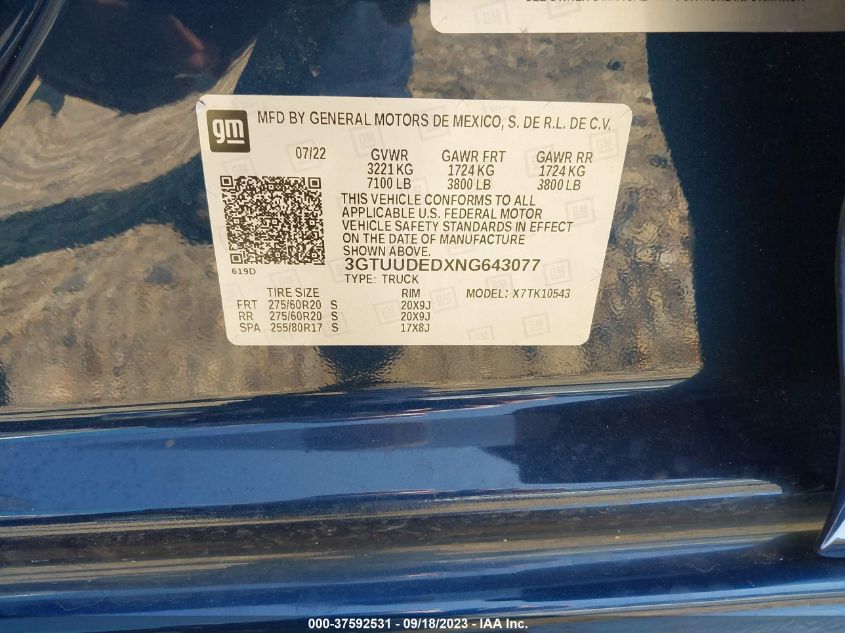 gm
MFD BY GENERAL MOTORS DE MEXICO, S. DE R.L. DE C.V.
07/22 GVWR GAWR FRT GAWR RR
3221 KG 1724 KG 1724 KG
7100 LB 3800 LB 3800 LB
THIS VEHICLE CONFORMS TO ALL
APPLICABLE U.S. FEDERAL MOTOR
VEHICLE SAFETY STANDARDS IN EFFECT
ON THE DATE OF MANUFACTURE
SHOWN ABOVE.
619D 3GTUUDEDXNG643077
TYPE: TRUCK
TIRE SIZE RIM MODEL: X7TK10543
FRT 275/60R20 S 20X9J
RR 275/60R20 S 20X9J
SPA 255/80R17 S 17X8J
000-37592531 - 09/18/2023 - IAA Inc.